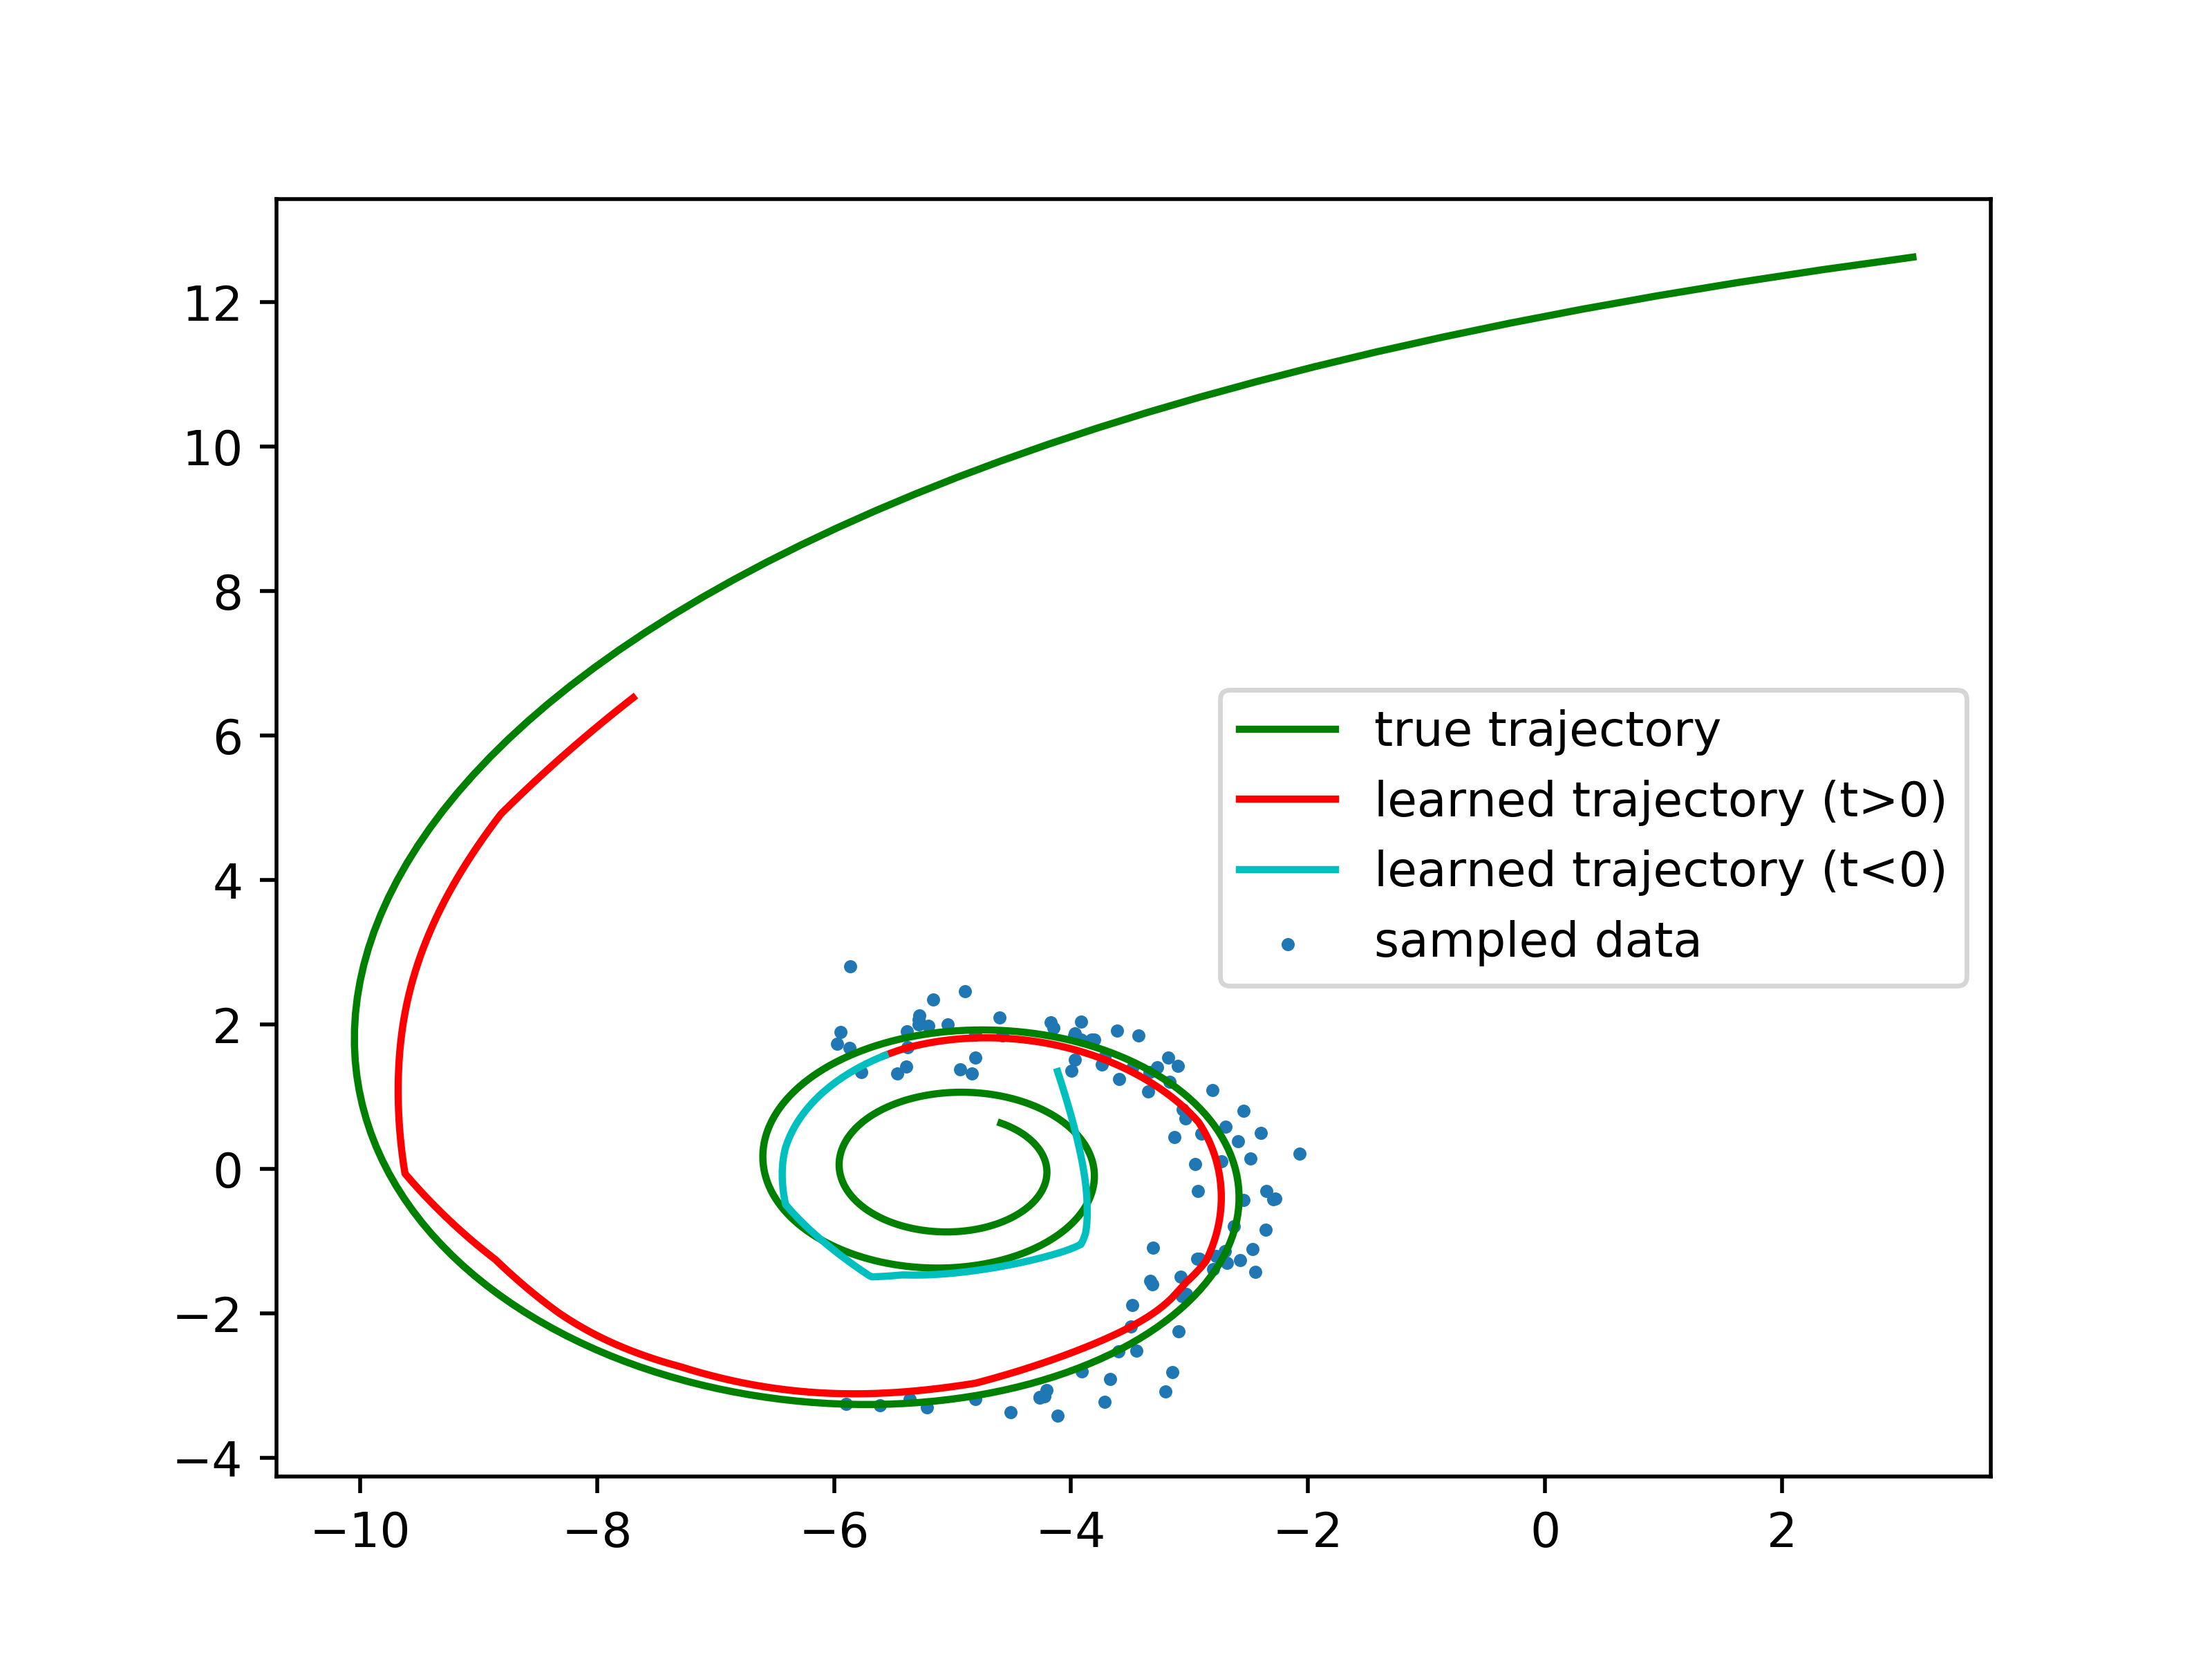 12
10
8
6
4
2
0
−2
−4
true trajectory
learned trajectory (t>0)
learned trajectory (t<0)
sampled data
−10 −8 −6 −4 −2 0 2